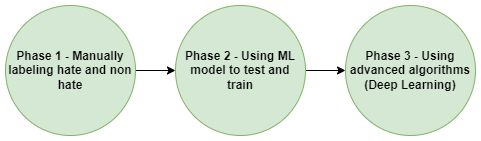 Phase 1 - Manually
labeling hate and non
hate
Phase 2 - Using ML
model to test and
train
Phase 3 - Using
advanced algorithms
(Deep Learning)